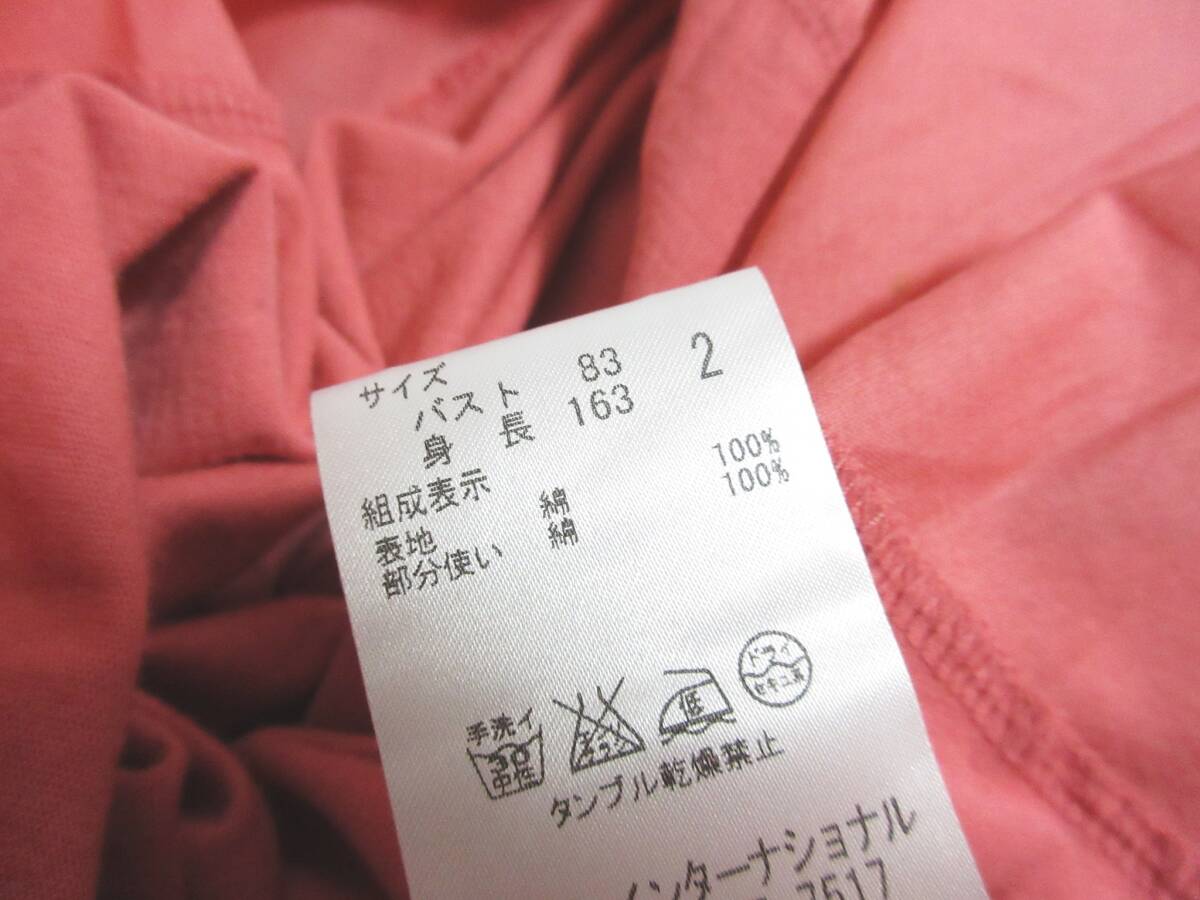 サイズ 2
バスト 83
身長 163
組成表示
表地 綿 100%
部分使い 綿 100%
手洗イ
30
中性
低
ドライ
セキユ系
タンブル乾燥禁止
インターナショナル
3517